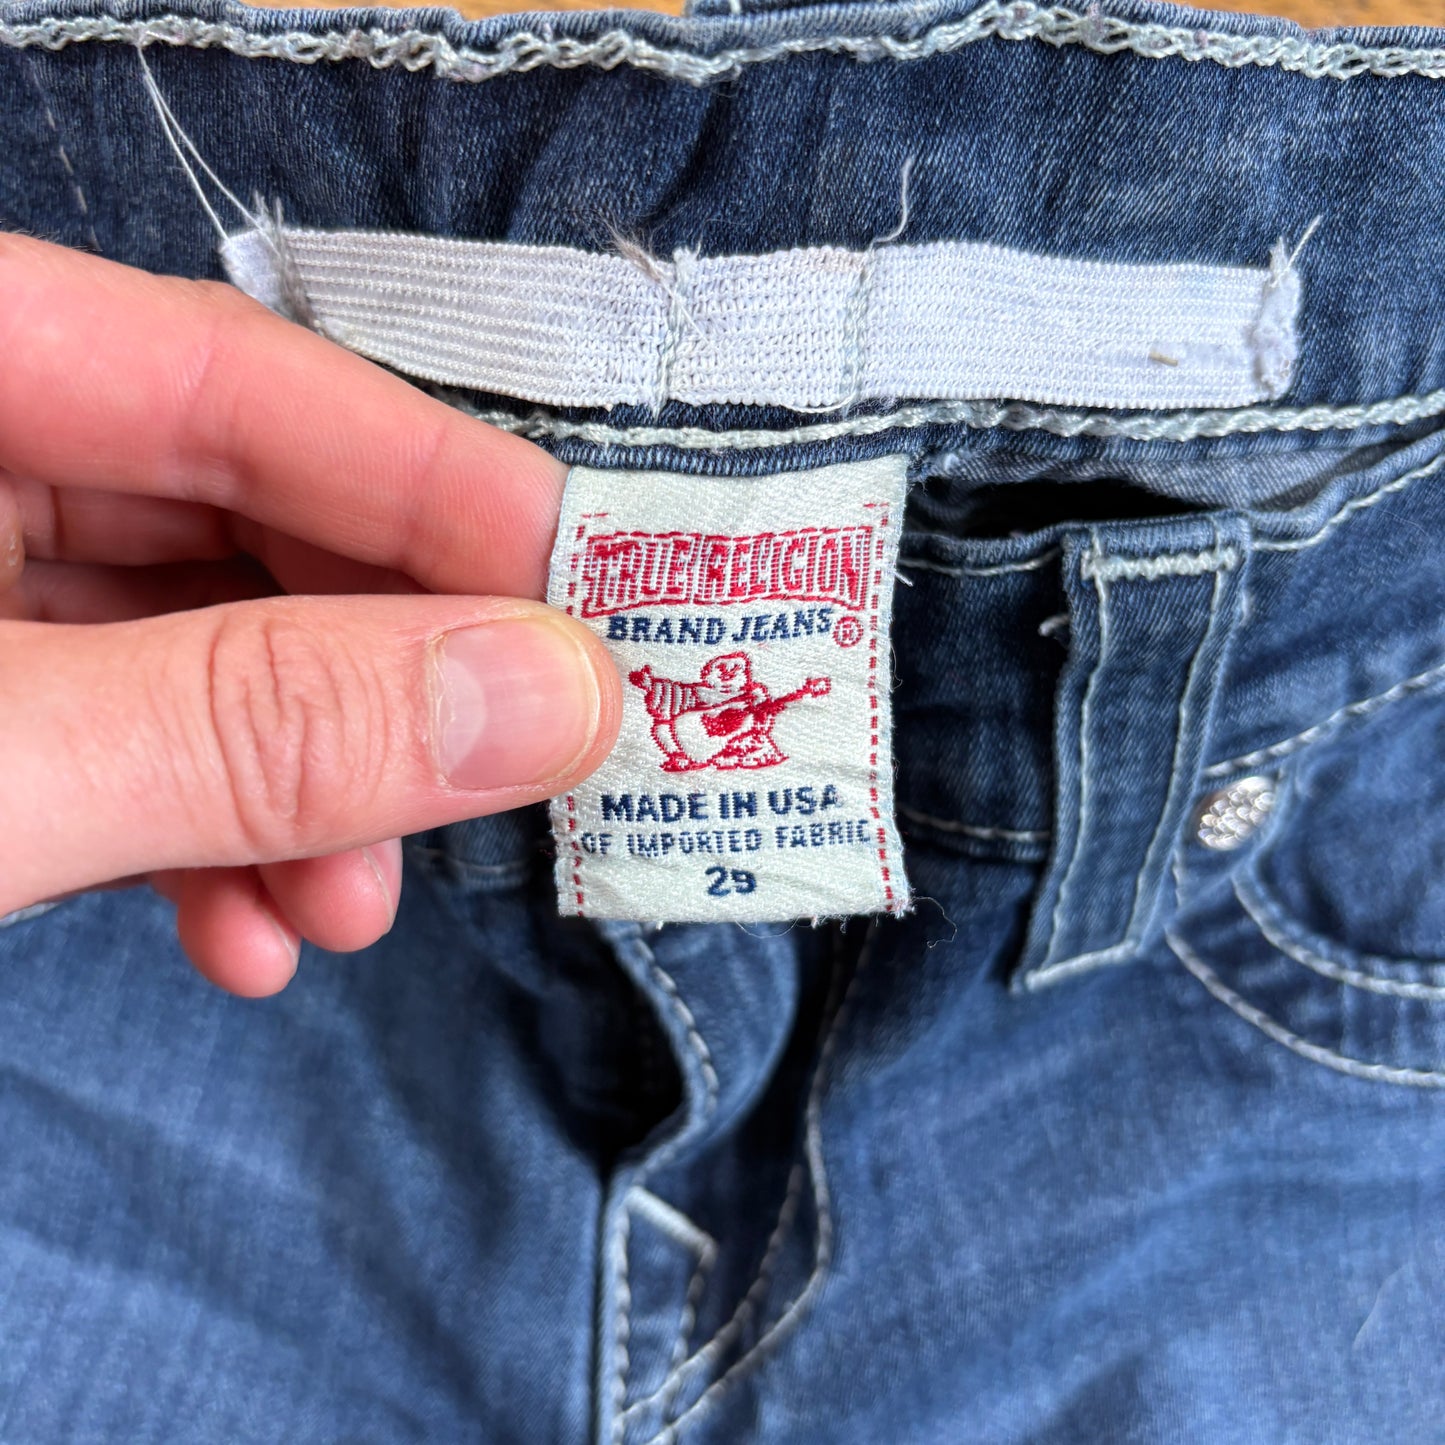 TRUE RELIGION
BRAND JEANS ®
MADE IN USA
OF IMPORTED FABRIC
29